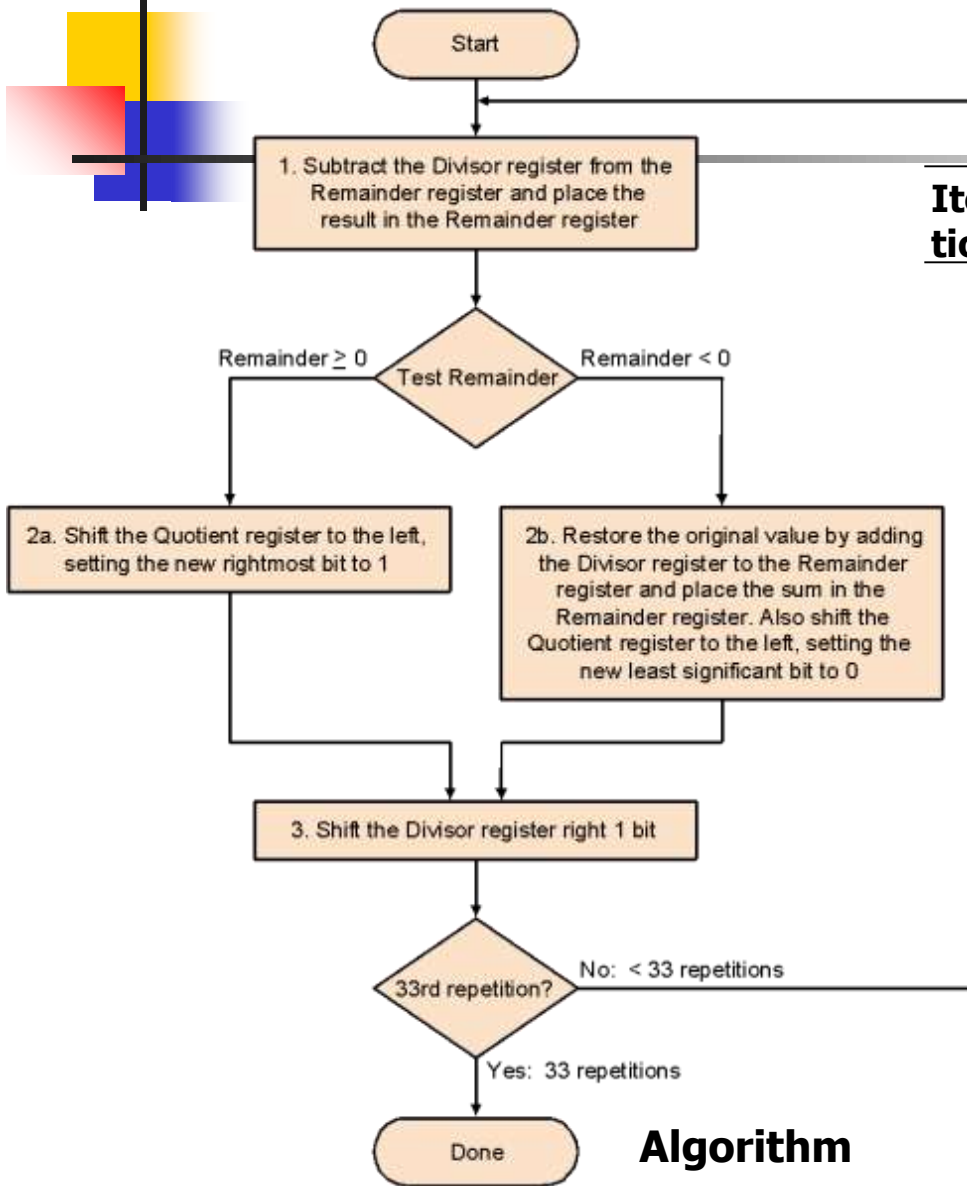 Start
1. Subtract the Divisor register from the
Remainder register and place the
result in the Remainder register
Remainder ≥ 0
Remainder < 0
Test Remainder
2a. Shift the Quotient register to the left,
setting the new rightmost bit to 1
2b. Restore the original value by adding
the Divisor register to the Remainder
register and place the sum in the
Remainder register. Also shift the
Quotient register to the left, setting the
new least significant bit to 0
3. Shift the Divisor register right 1 bit
33rd repetition?
No: < 33 repetitions
Yes: 33 repetitions
Done
Algorithm